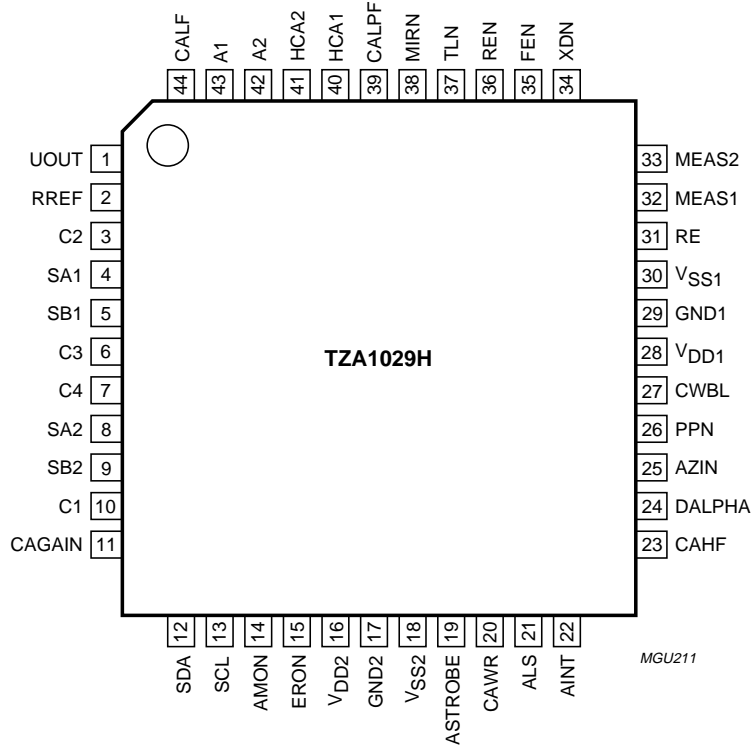 CALF
A1
A2
HCA2
HCA1
CALPF
MIRN
TLN
REN
FEN
XDN
44
43
42
41
40
39
38
37
36
35
34
UOUT 1
RREF 2
C2 3
SA1 4
SB1 5
C3 6
C4 7
SA2 8
SB2 9
C1 10
CAGAIN 11
TZA1029H
33 MEAS2
32 MEAS1
31 RE
30 VSS1
29 GND1
28 VDD1
27 CWBL
26 PPN
25 AZIN
24 DALPHA
23 CAHF
12
13
14
15
16
17
18
19
20
21
22
SDA
SCL
AMON
ERON
VDD2
GND2
VSS2
ASTROBE
CAWR
ALS
AINT
MGU211